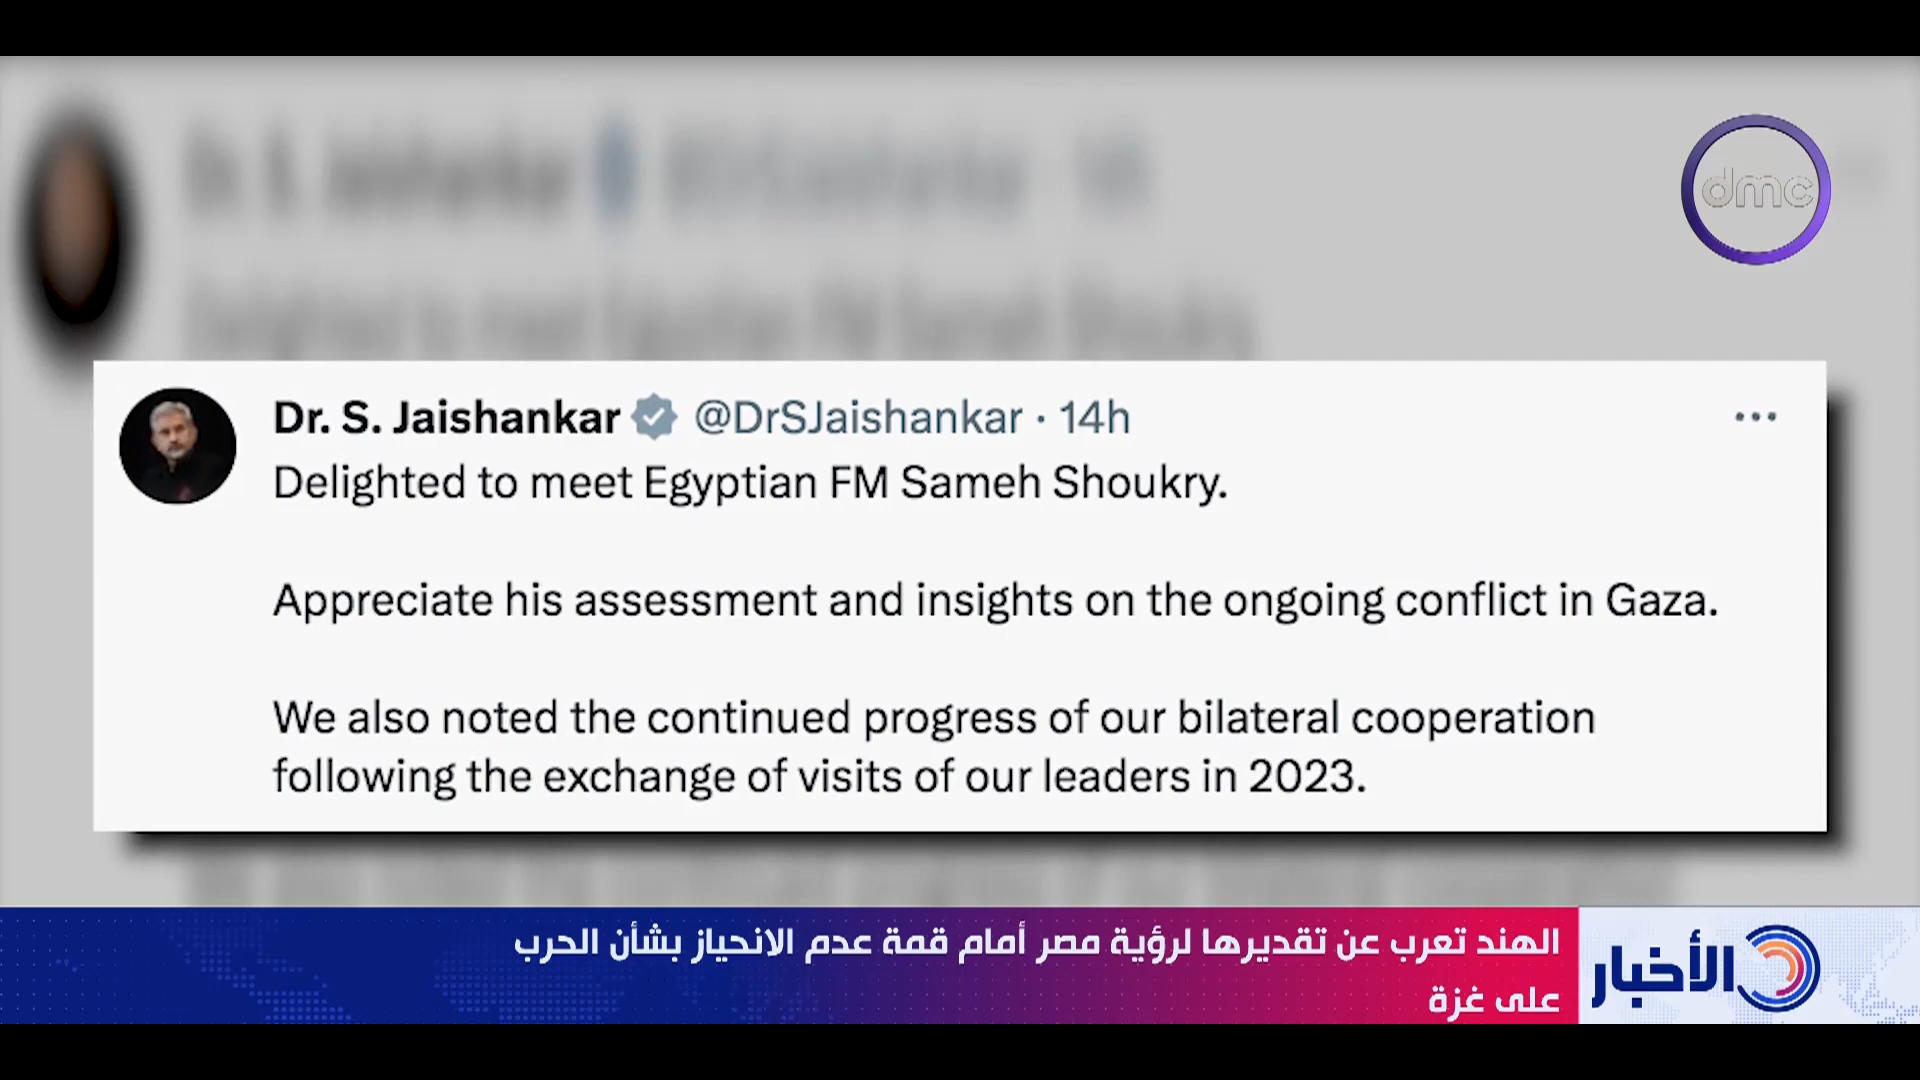 dmc
Dr. S. Jaishankar @DrSJaishankar · 14h
Delighted to meet Egyptian FM Sameh Shoukry.
Appreciate his assessment and insights on the ongoing conflict in Gaza.
We also noted the continued progress of our bilateral cooperation
following the exchange of visits of our leaders in 2023.
الهند تعرب عن تقديرها لرؤية مصر أمام قمة عدم الانحياز بشأن الحرب
على غزة
الأخبار